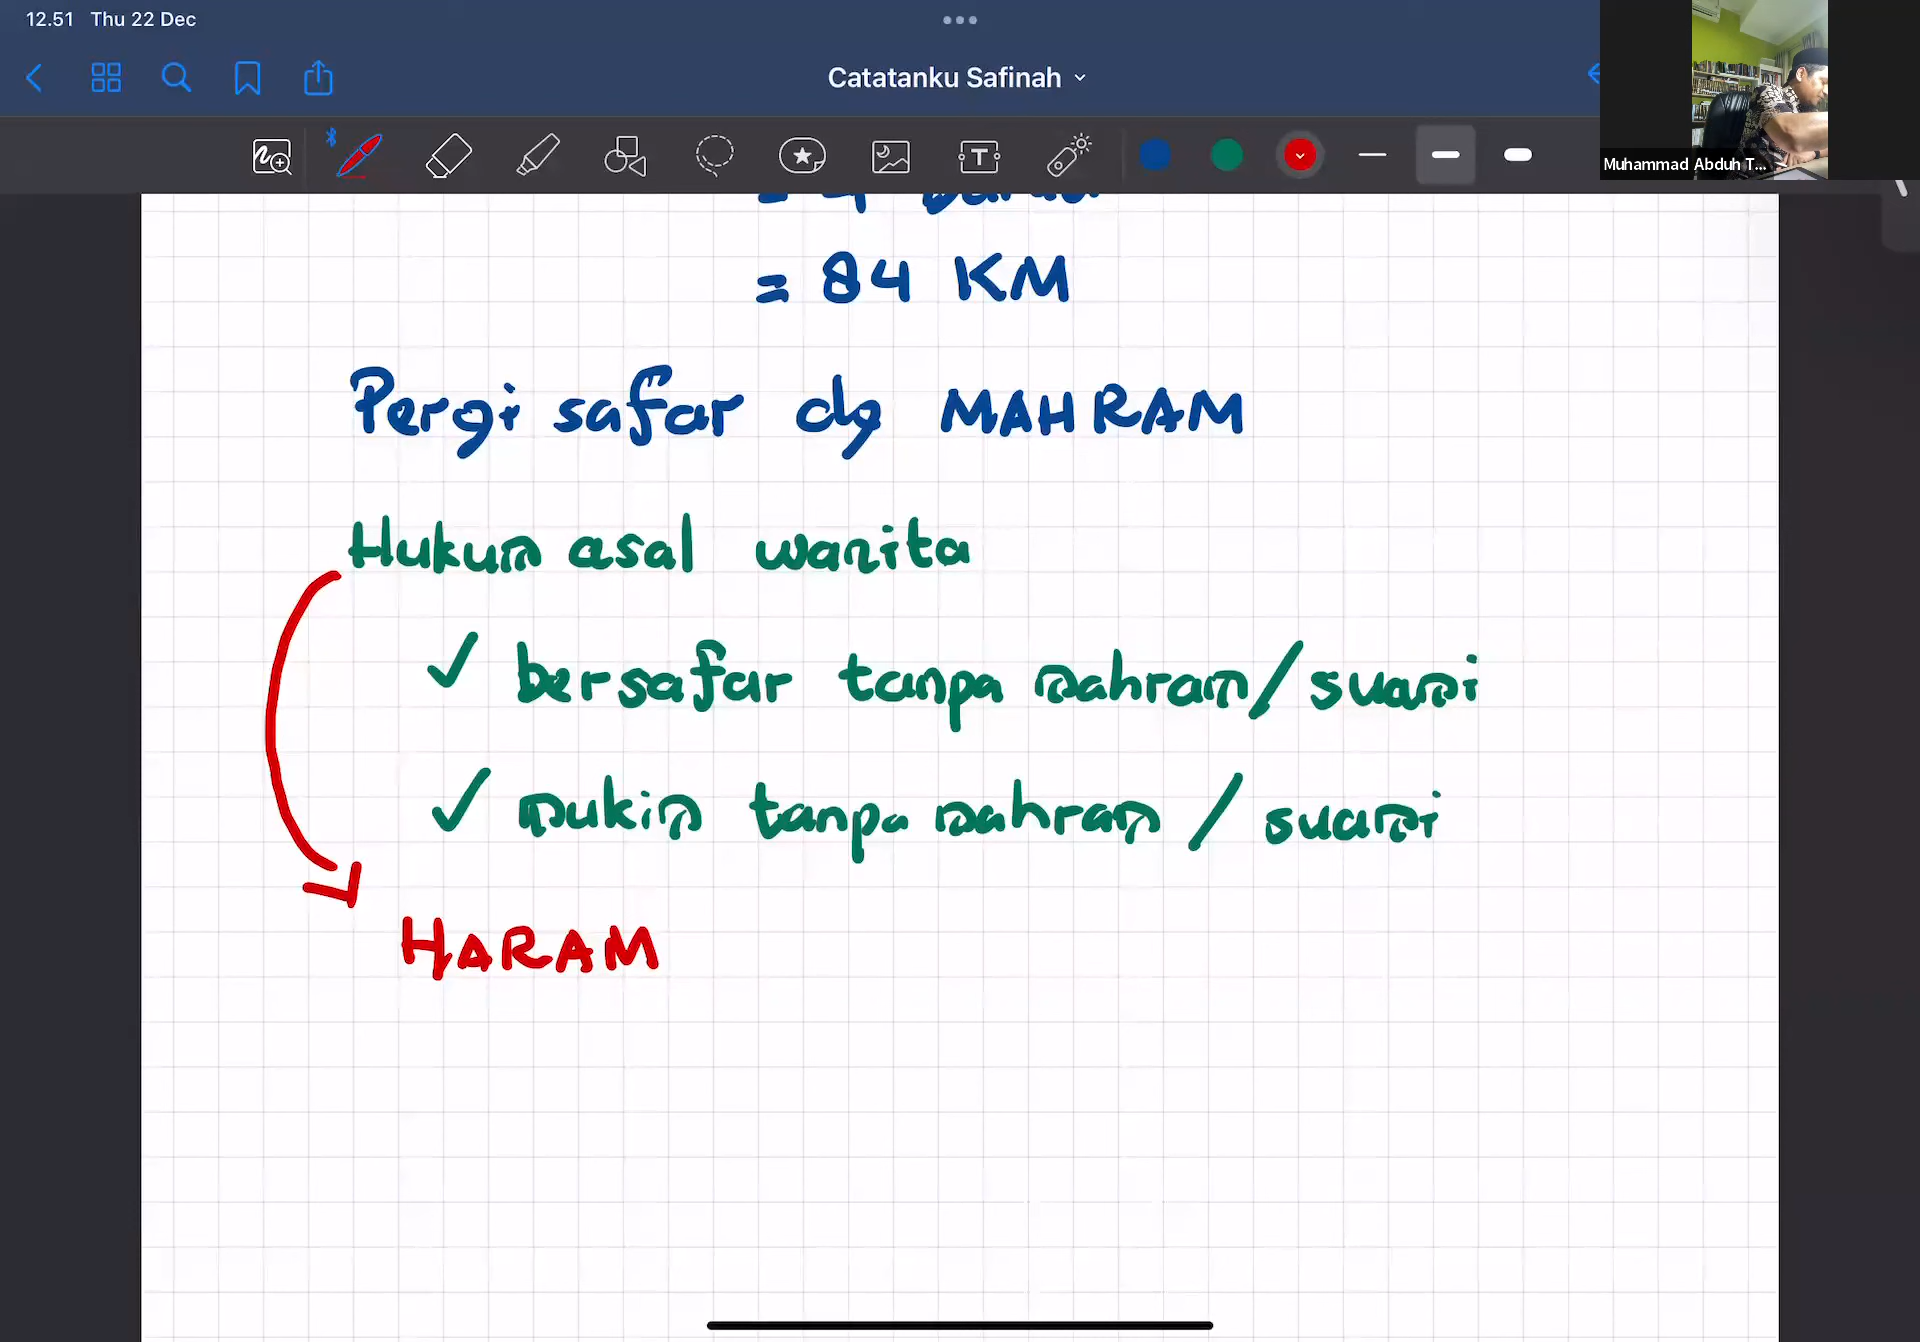 12.51 Thu 22 Dec
Catatanku Safinah
Muhammad Abduh T...
= 84 KM
Pergi safar dg MAHRAM
Hukum asal wanita
✓ bersafar tanpa mahram/suami
✓ mukim tanpa mahram / suami
HARAM